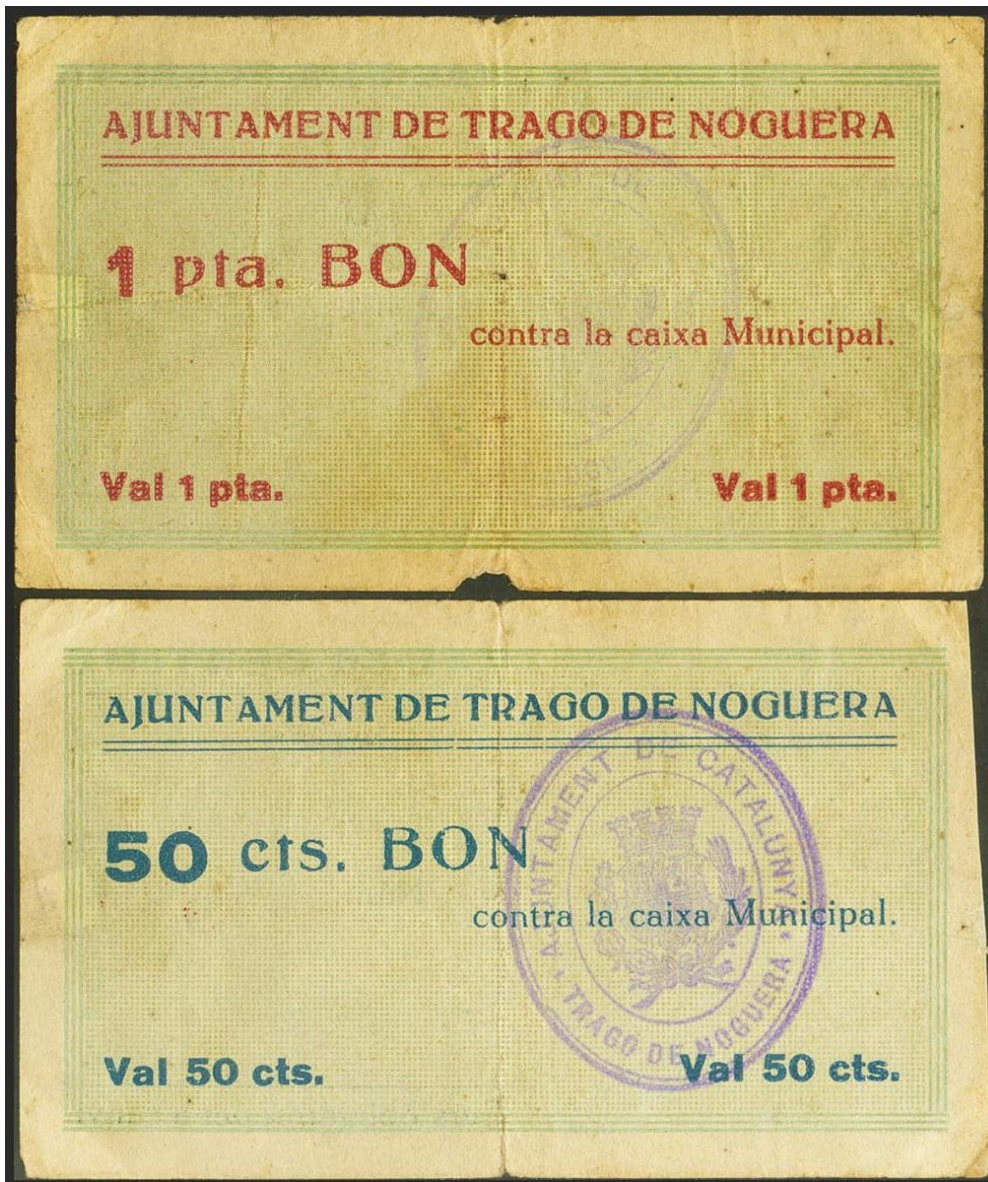 AJUNTAMENT DE TRAGO DE NOGUERA
1 pta. BON
contra la caixa Municipal.
Val 1 pta.
Val 1 pta.
AJUNTAMENT DE TRAGO DE NOGUERA
50 cts. BON
contra la caixa Municipal.
AJUNTAMENT DE CATALUNYA
TRAGO DE NOGUERA
Val 50 cts.
Val 50 cts.